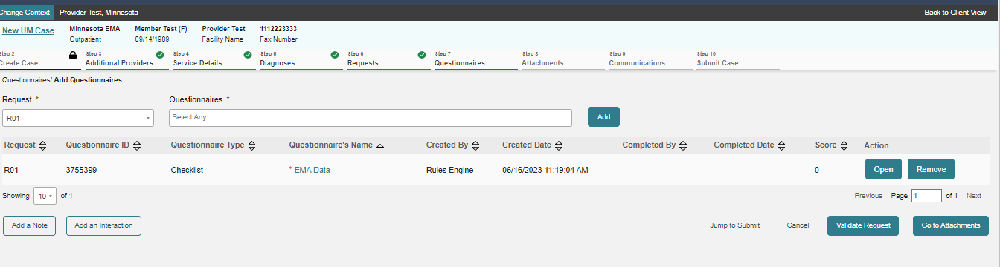 Change Context Provider Test, Minnesota Back to Client View
New UM Case Minnesota EMA Member Test (F) Provider Test 1112223333
Outpatient 09/14/1989 Facility Name Fax Number
Step 2 Step 3 Step 4 Step 5 Step 6 Step 7 Step 8 Step 9 Step 10
Create Case Additional Providers Service Details Diagnoses Requests Questionnaires Attachments Communications Submit Case
Questionnaires/ Add Questionnaires
Request * Questionnaires *
R01 Select Any Add
Request Questionnaire ID Questionnaire Type Questionnaire's Name Created By Created Date Completed By Completed Date Score Action
R01 3755399 Checklist * EMA Data Rules Engine 06/16/2023 11:19:04 AM 0 Open Remove
Showing 10 of 1 Previous Page 1 of 1 Next
Add a Note Add an Interaction Jump to Submit Cancel Validate Request Go to Attachments